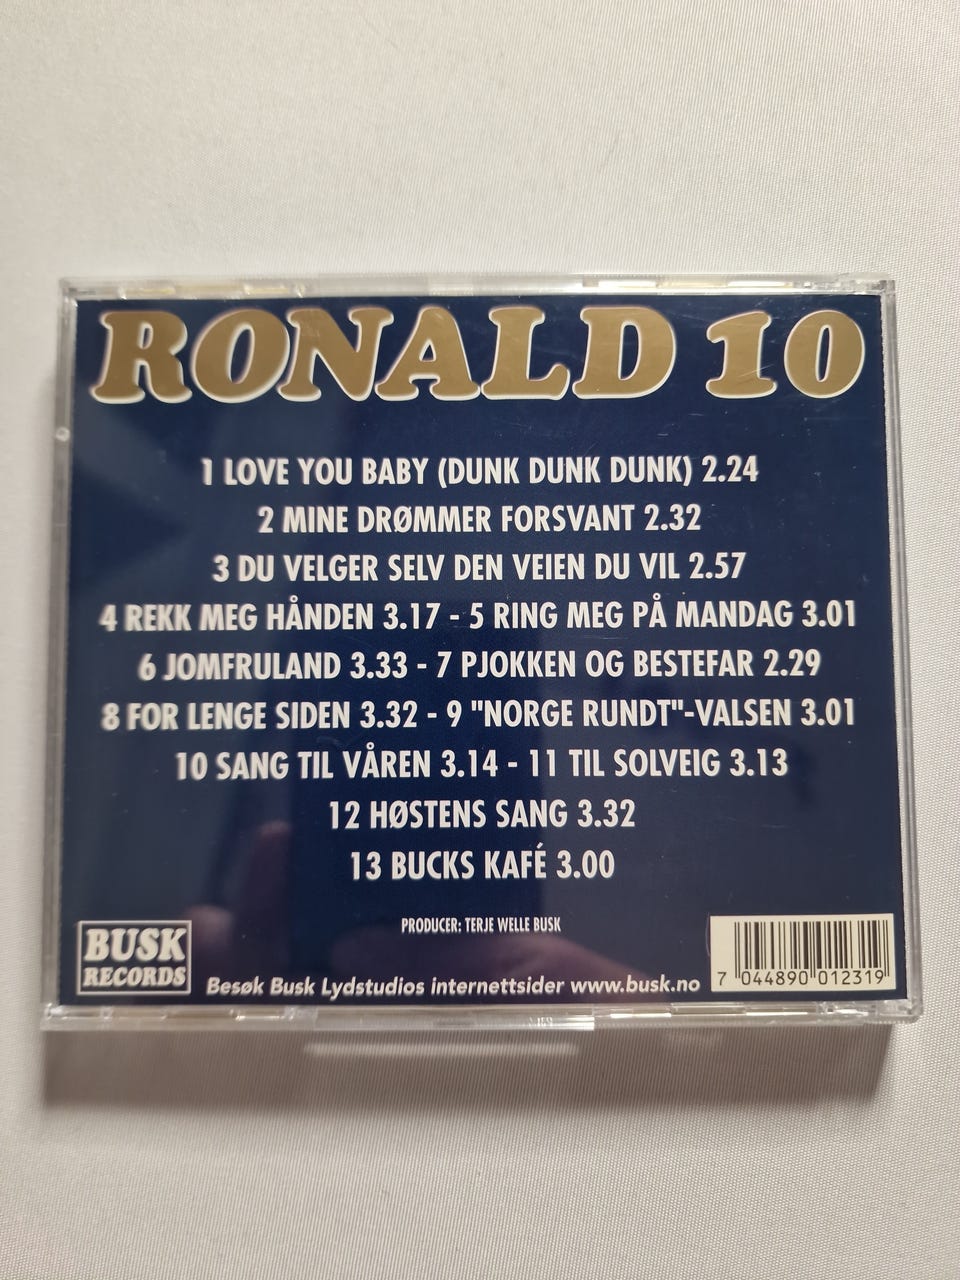 RONALD 10
1 LOVE YOU BABY (DUNK DUNK DUNK) 2.24
2 MINE DRØMMER FORSVANT 2.32
3 DU VELGER SELV DEN VEIEN DU VIL 2.57
4 REKK MEG HÅNDEN 3.17 - 5 RING MEG PÅ MANDAG 3.01
6 JOMFRULAND 3.33 - 7 PJOKKEN OG BESTEFAR 2.29
8 FOR LENGE SIDEN 3.32 - 9 "NORGE RUNDT"-VALSEN 3.01
10 SANG TIL VÅREN 3.14 - 11 TIL SOLVEIG 3.13
12 HØSTENS SANG 3.32
13 BUCKS KAFÉ 3.00
PRODUCER: TERJE WELLE BUSK
BUSK
RECORDS
Besøk Busk Lydstudios internettsider www.busk.no
7 044890 012319